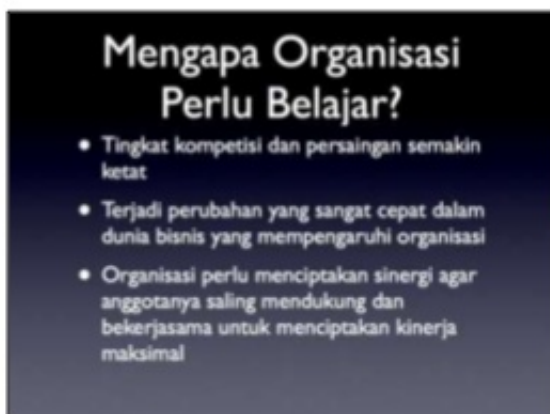 Mengapa Organisasi
Perlu Belajar?
• Tingkat kompetisi dan persaingan semakin
ketat
• Terjadi perubahan yang sangat cepat dalam
dunia bisnis yang mempengaruhi organisasi
• Organisasi perlu menciptakan sinergi agar
anggotanya saling mendukung dan
bekerjasama untuk menciptakan kinerja
maksimal